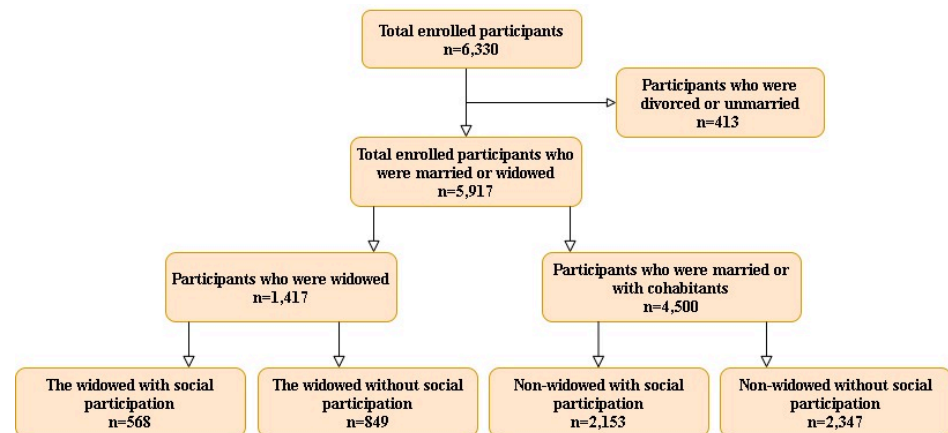 Total enrolled participants
n=6,330
Participants who were
divorced or unmarried
n=413
Total enrolled participants who
were married or widowed
n=5,917
Participants who were widowed
n=1,417
Participants who were married or
with cohabitants
n=4,500
The widowed with social
participation
n=568
The widowed without social
participation
n=849
Non-widowed with social
participation
n=2,153
Non-widowed without social
participation
n=2,347